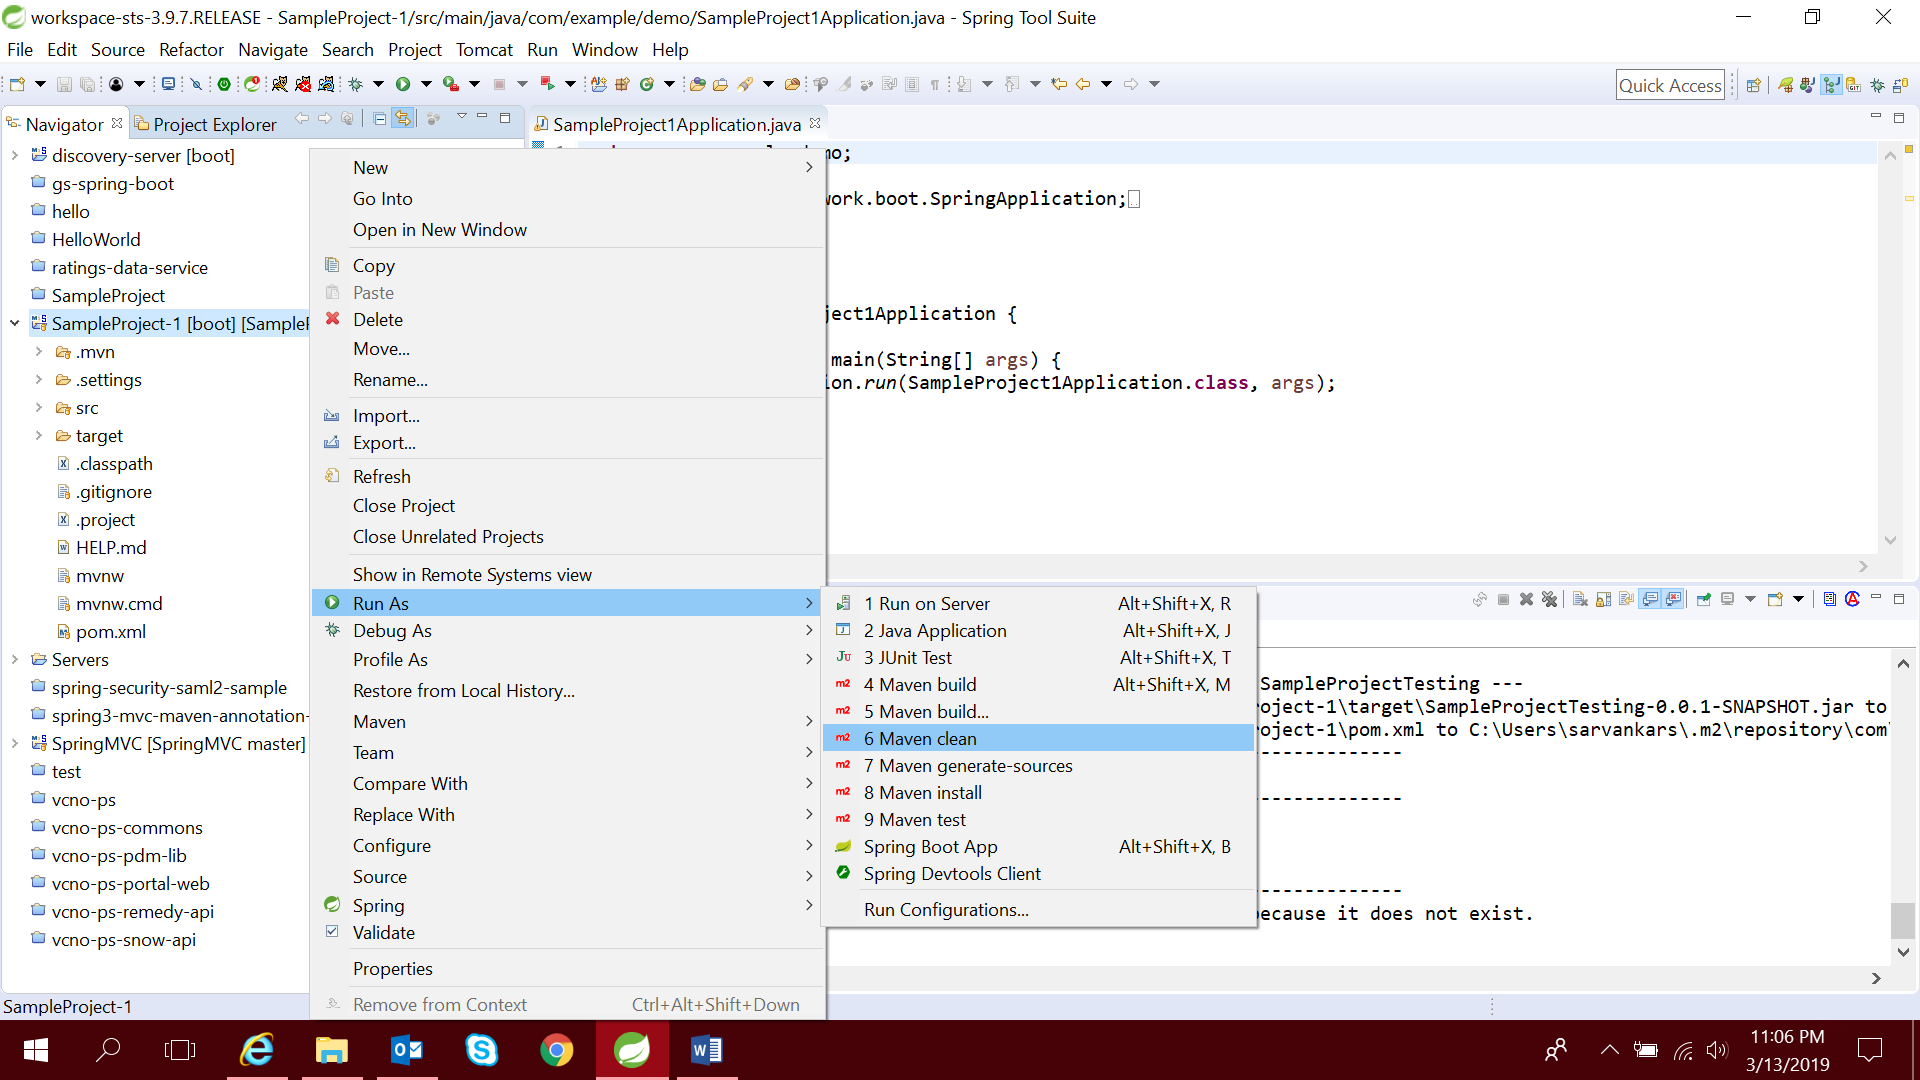 workspace-sts-3.9.7.RELEASE - SampleProject-1/src/main/java/com/example/demo/SampleProject1Application.java - Spring Tool Suite
File Edit Source Refactor Navigate Search Project Tomcat Run Window Help
Quick Access
Navigator Project Explorer
SampleProject1Application.java
discovery-server [boot]
gs-spring-boot
hello
HelloWorld
ratings-data-service
SampleProject
SampleProject-1 [boot] [SampleP
.mvn
.settings
src
target
.classpath
.gitignore
.project
HELP.md
mvnw
mvnw.cmd
pom.xml
Servers
spring-security-saml2-sample
spring3-mvc-maven-annotation-
SpringMVC [SpringMVC master]
test
vcno-ps
vcno-ps-commons
vcno-ps-pdm-lib
vcno-ps-portal-web
vcno-ps-remedy-api
vcno-ps-snow-api
SampleProject-1
New
Go Into
Open in New Window
Copy
Paste
Delete
Move...
Rename...
Import...
Export...
Refresh
Close Project
Close Unrelated Projects
Show in Remote Systems view
Run As
Debug As
Profile As
Restore from Local History...
Maven
Team
Compare With
Replace With
Configure
Source
Spring
Validate
Properties
Remove from Context Ctrl+Alt+Shift+Down
1 Run on Server Alt+Shift+X, R
2 Java Application Alt+Shift+X, J
3 JUnit Test Alt+Shift+X, T
4 Maven build Alt+Shift+X, M
5 Maven build...
6 Maven clean
7 Maven generate-sources
8 Maven install
9 Maven test
Spring Boot App Alt+Shift+X, B
Spring Devtools Client
Run Configurations...
mo;
work.boot.SpringApplication;
ject1Application {
main(String[] args) {
ion.run(SampleProject1Application.class, args);
SampleProjectTesting ---
oject-1\target\SampleProjectTesting-0.0.1-SNAPSHOT.jar to
oject-1\pom.xml to C:\Users\sarvankars\.m2\repository\com
-------------
-------------
-------------
ecause it does not exist.
11:06 PM
3/13/2019